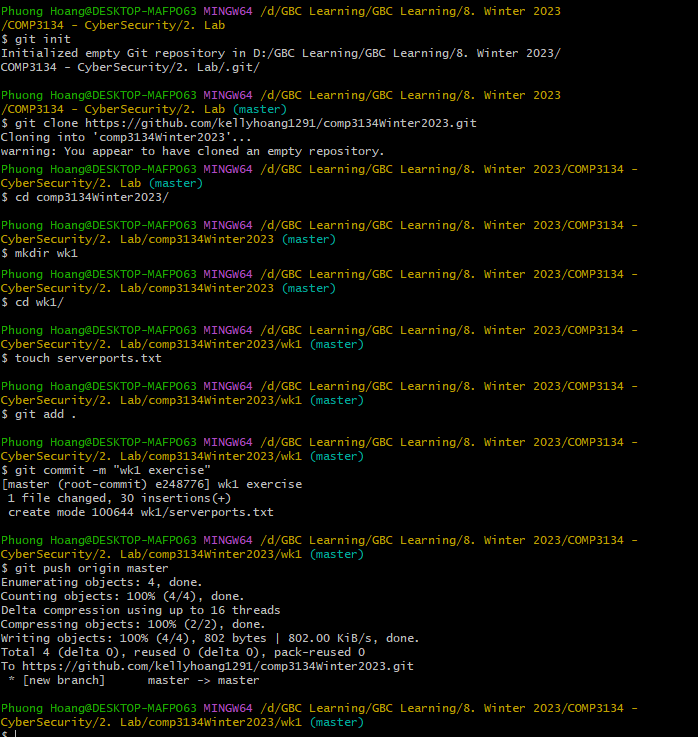 Phuong Hoang@DESKTOP-MAFPO63 MINGW64 /d/GBC Learning/GBC Learning/8. Winter 2023
/COMP3134 - CyberSecurity/2. Lab
$ git init
Initialized empty Git repository in D:/GBC Learning/GBC Learning/8. Winter 2023/
COMP3134 - CyberSecurity/2. Lab/.git/
Phuong Hoang@DESKTOP-MAFPO63 MINGW64 /d/GBC Learning/GBC Learning/8. Winter 2023
/COMP3134 - CyberSecurity/2. Lab (master)
$ git clone https://github.com/kellyhoang1291/comp3134Winter2023.git
Cloning into 'comp3134Winter2023'...
warning: You appear to have cloned an empty repository.
Phuong Hoang@DESKTOP-MAFPO63 MINGW64 /d/GBC Learning/GBC Learning/8. Winter 2023/COMP3134 -
CyberSecurity/2. Lab (master)
$ cd comp3134Winter2023/
Phuong Hoang@DESKTOP-MAFPO63 MINGW64 /d/GBC Learning/GBC Learning/8. Winter 2023/COMP3134 -
CyberSecurity/2. Lab/comp3134Winter2023 (master)
$ mkdir wk1
Phuong Hoang@DESKTOP-MAFPO63 MINGW64 /d/GBC Learning/GBC Learning/8. Winter 2023/COMP3134 -
CyberSecurity/2. Lab/comp3134Winter2023 (master)
$ cd wk1/
Phuong Hoang@DESKTOP-MAFPO63 MINGW64 /d/GBC Learning/GBC Learning/8. Winter 2023/COMP3134 -
CyberSecurity/2. Lab/comp3134Winter2023/wk1 (master)
$ touch serverports.txt
Phuong Hoang@DESKTOP-MAFPO63 MINGW64 /d/GBC Learning/GBC Learning/8. Winter 2023/COMP3134 -
CyberSecurity/2. Lab/comp3134Winter2023/wk1 (master)
$ git add .
Phuong Hoang@DESKTOP-MAFPO63 MINGW64 /d/GBC Learning/GBC Learning/8. Winter 2023/COMP3134 -
CyberSecurity/2. Lab/comp3134Winter2023/wk1 (master)
$ git commit -m "wk1 exercise"
[master (root-commit) e248776] wk1 exercise
 1 file changed, 30 insertions(+)
 create mode 100644 wk1/serverports.txt
Phuong Hoang@DESKTOP-MAFPO63 MINGW64 /d/GBC Learning/GBC Learning/8. Winter 2023/COMP3134 -
CyberSecurity/2. Lab/comp3134Winter2023/wk1 (master)
$ git push origin master
Enumerating objects: 4, done.
Counting objects: 100% (4/4), done.
Delta compression using up to 16 threads
Compressing objects: 100% (2/2), done.
Writing objects: 100% (4/4), 802 bytes | 802.00 KiB/s, done.
Total 4 (delta 0), reused 0 (delta 0), pack-reused 0
To https://github.com/kellyhoang1291/comp3134Winter2023.git
 * [new branch]      master -> master
Phuong Hoang@DESKTOP-MAFPO63 MINGW64 /d/GBC Learning/GBC Learning/8. Winter 2023/COMP3134 -
CyberSecurity/2. Lab/comp3134Winter2023/wk1 (master)
$